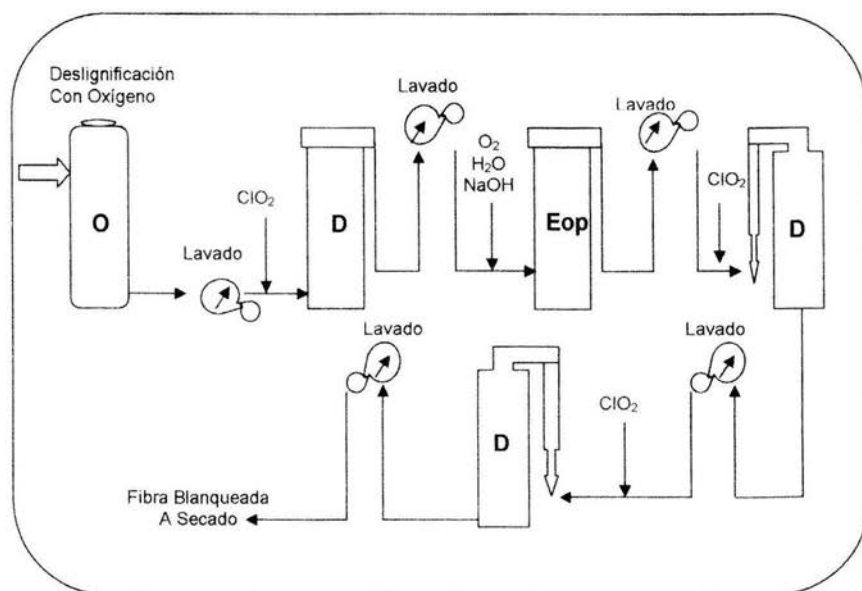 Deslignificación
Con Oxígeno
O
Lavado
ClO₂
D
Lavado
O₂
H₂O
NaOH
Eop
Lavado
ClO₂
D
Lavado
ClO₂
D
Lavado
Fibra Blanqueada
A Secado